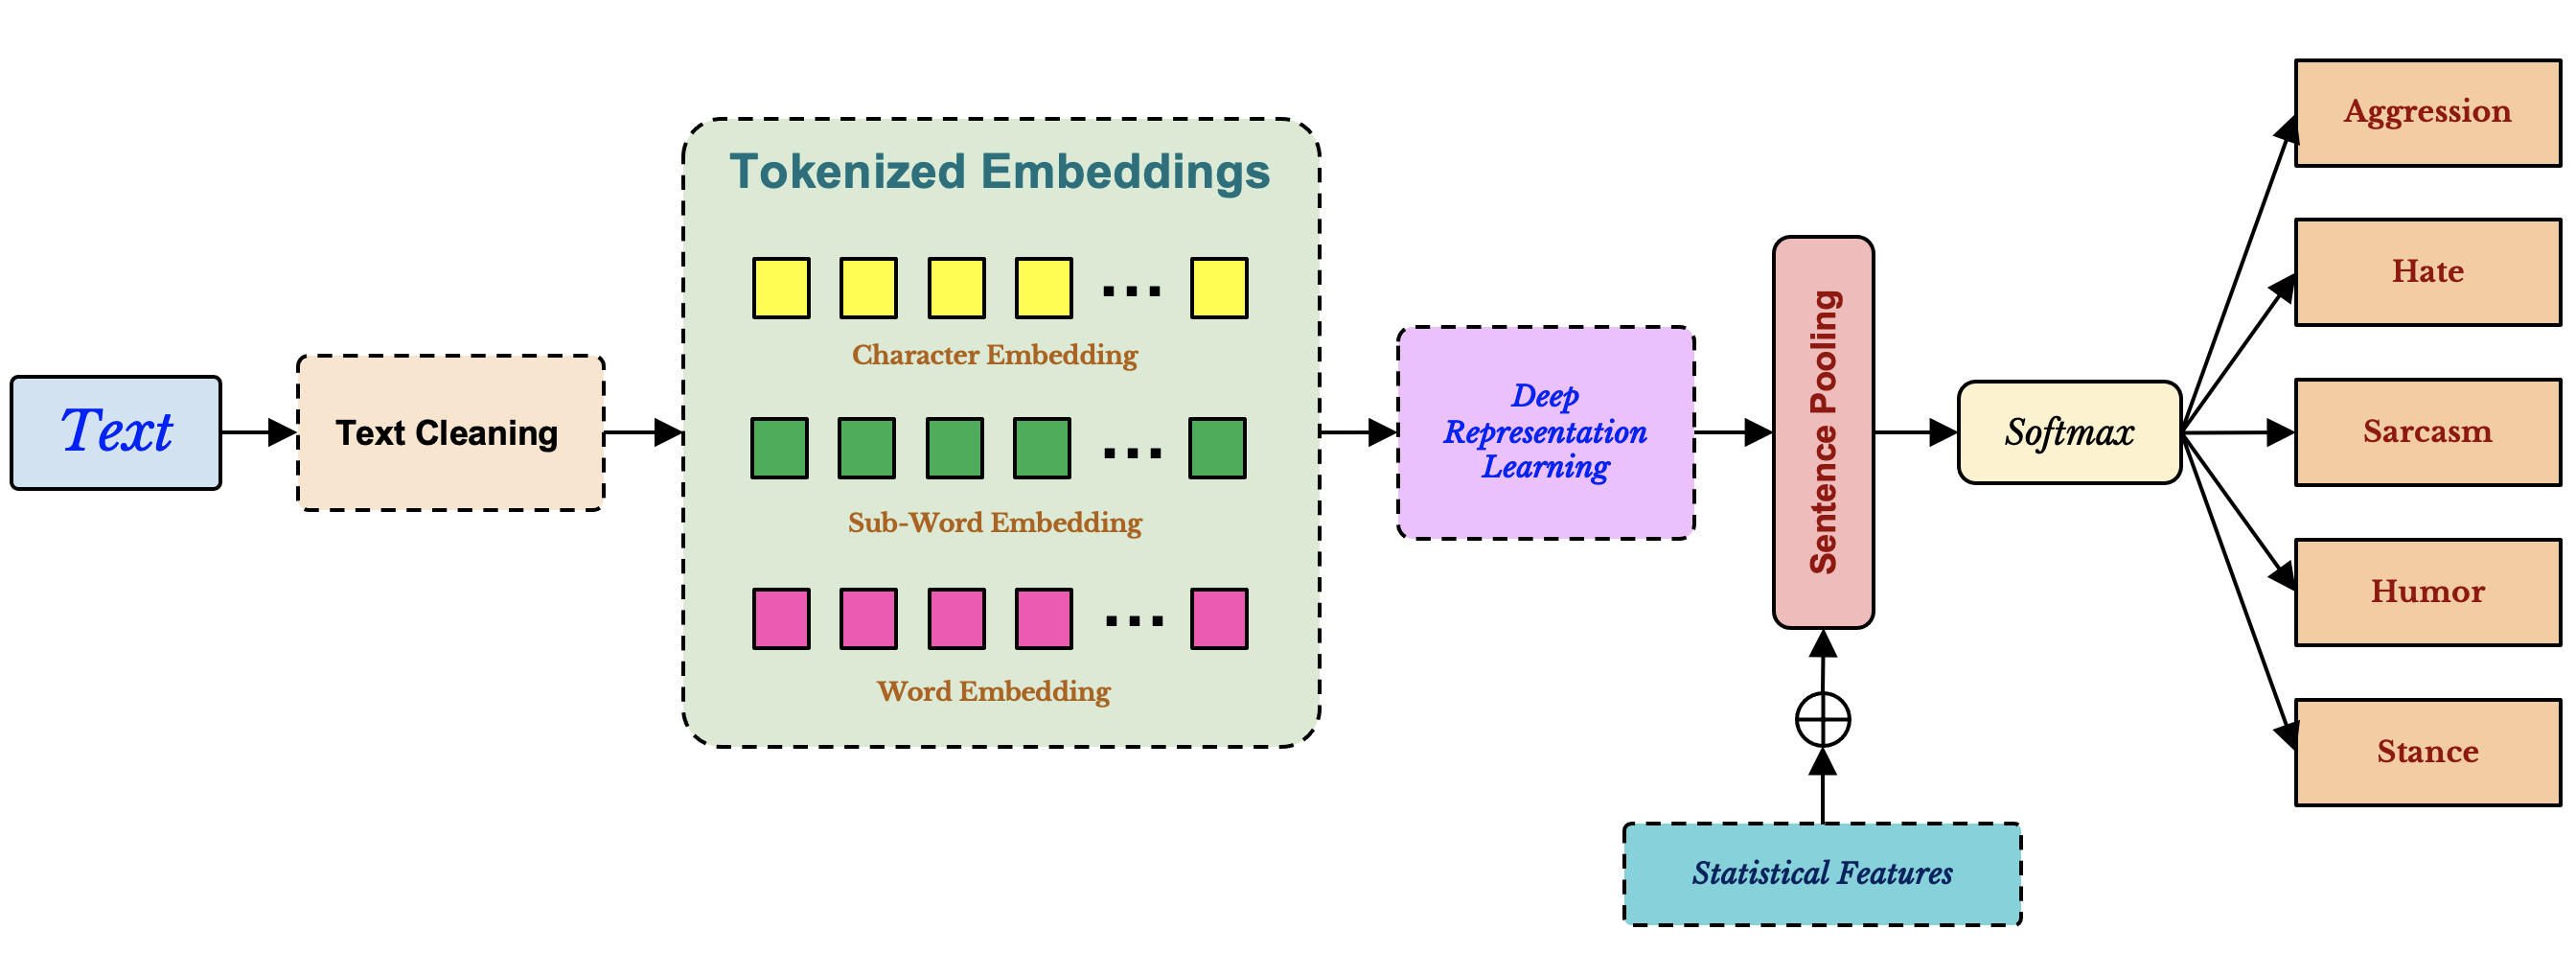 Text
Text Cleaning
Tokenized Embeddings
...
Character Embedding
...
Sub-Word Embedding
...
Word Embedding
Deep
Representation
Learning
Sentence Pooling
Statistical Features
Softmax
Aggression
Hate
Sarcasm
Humor
Stance